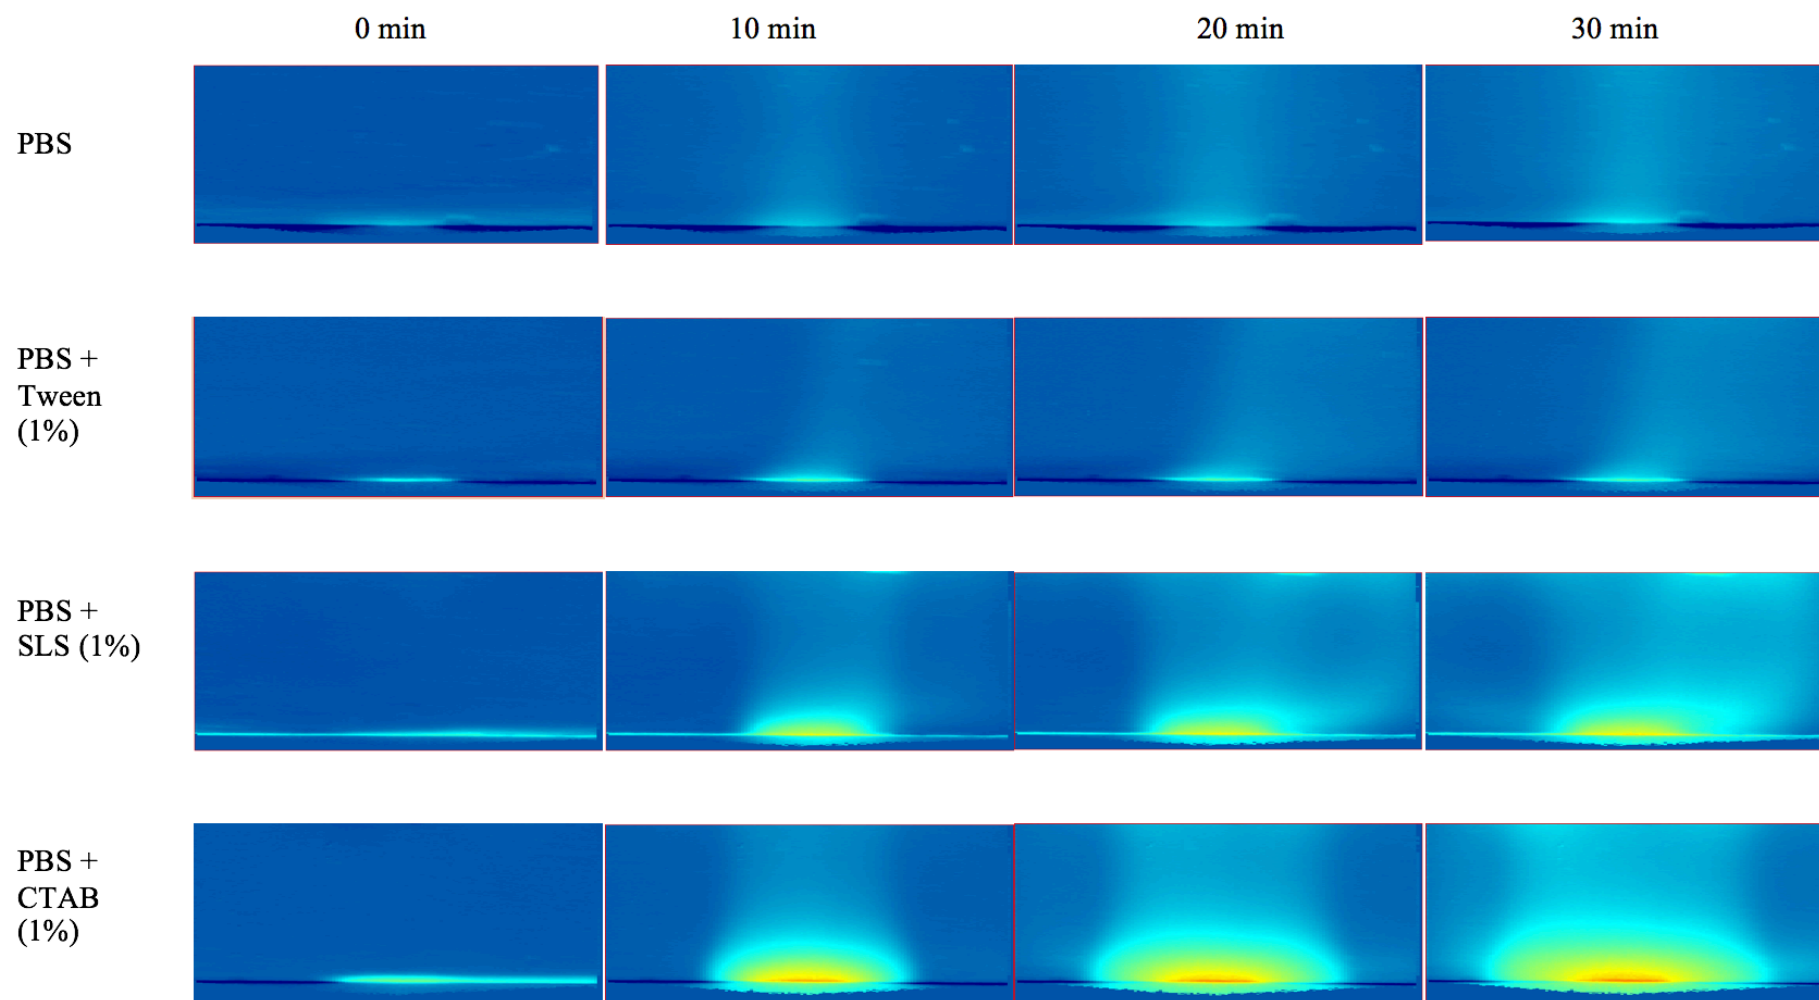 0 min 10 min 20 min 30 min
PBS
PBS +
Tween
(1%)
PBS +
SLS (1%)
PBS +
CTAB
(1%)